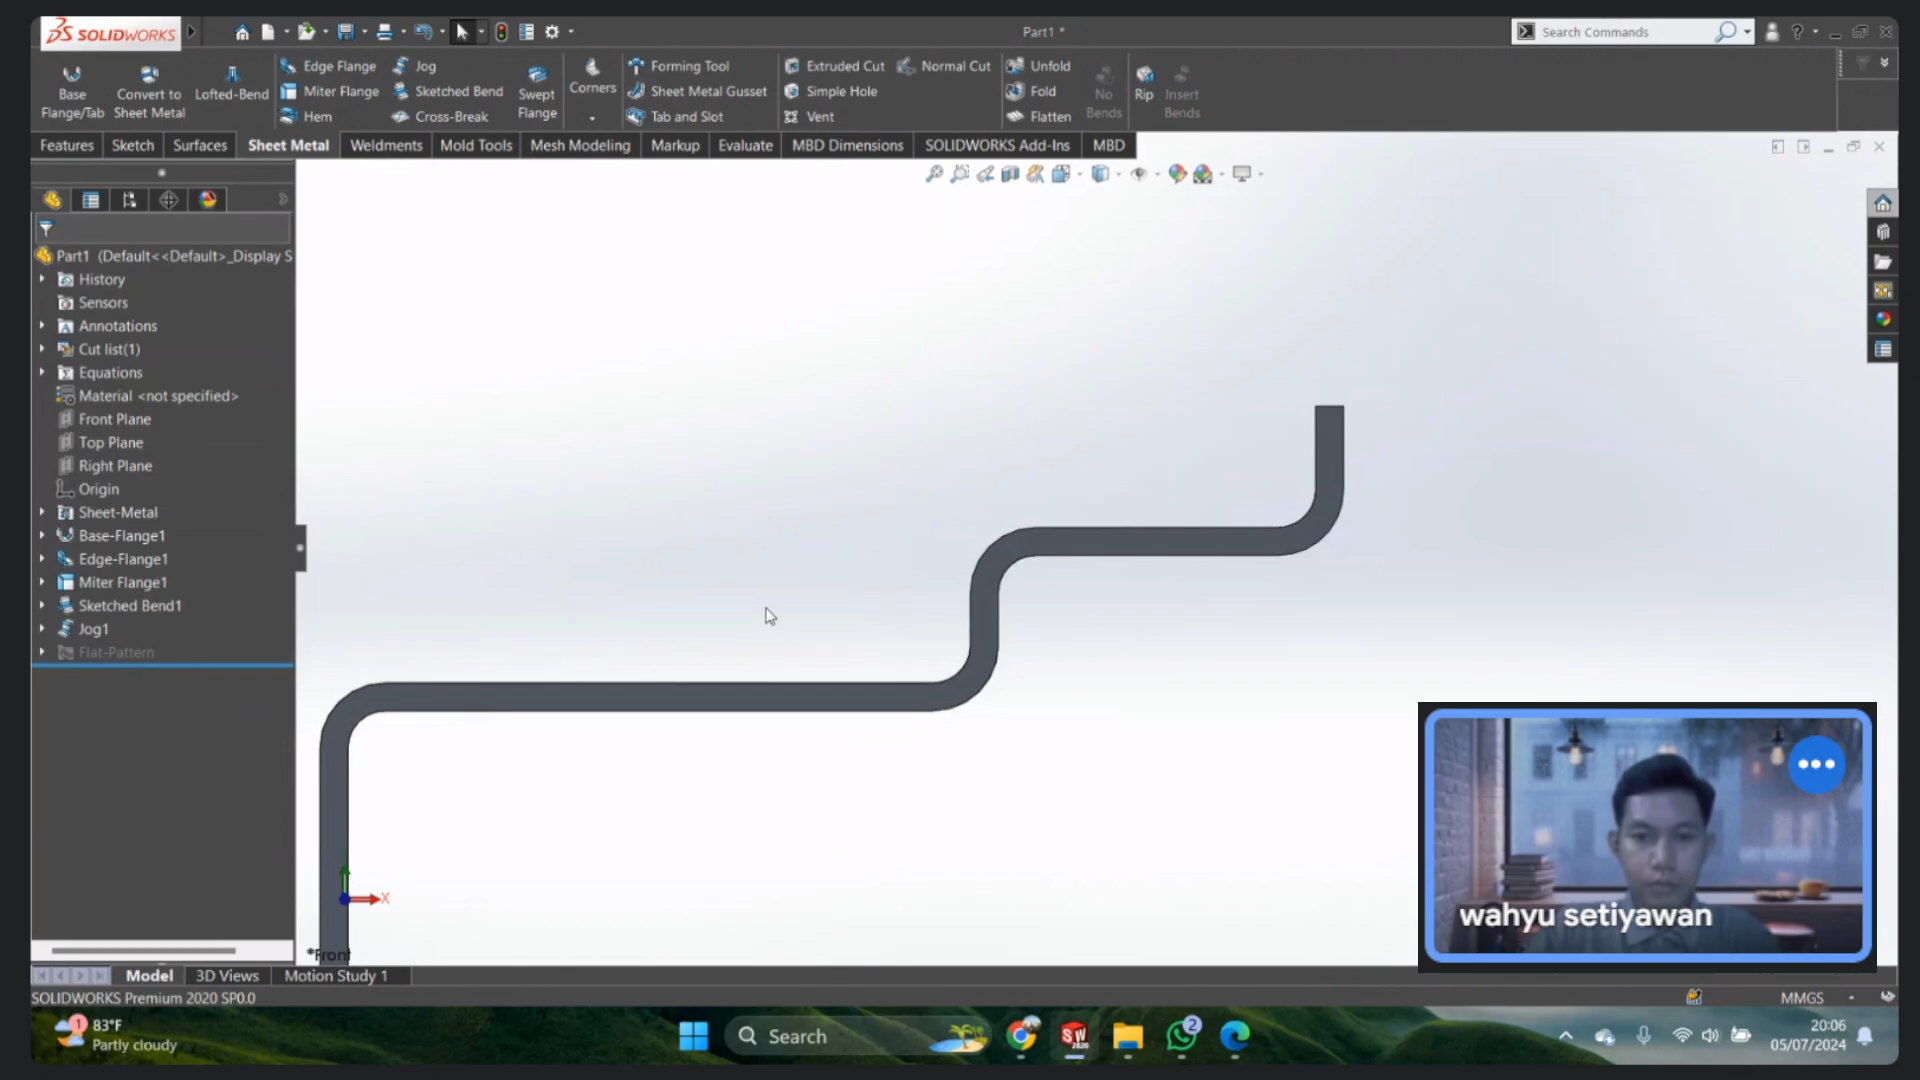 SOLIDWORKS
Part1 *
Search Commands
Base
Flange/Tab
Convert to
Sheet Metal
Lofted-Bend
Edge Flange
Miter Flange
Hem
Jog
Sketched Bend
Cross-Break
Swept
Flange
Corners
Forming Tool
Sheet Metal Gusset
Tab and Slot
Extruded Cut
Simple Hole
Vent
Normal Cut
Unfold
Fold
Flatten
No
Bends
Rip
Insert
Bends
Features
Sketch
Surfaces
Sheet Metal
Weldments
Mold Tools
Mesh Modeling
Markup
Evaluate
MBD Dimensions
SOLIDWORKS Add-Ins
MBD
Part1 (Default<<Default>_Display S
History
Sensors
Annotations
Cut list(1)
Equations
Material <not specified>
Front Plane
Top Plane
Right Plane
Origin
Sheet-Metal
Base-Flange1
Edge-Flange1
Miter Flange1
Sketched Bend1
Jog1
Flat-Pattern
X
*Front
wahyu setiyawan
Model
3D Views
Motion Study 1
SOLIDWORKS Premium 2020 SP0.0
MMGS
1
83°F
Partly cloudy
Search
SW
2020
2
20:06
05/07/2024